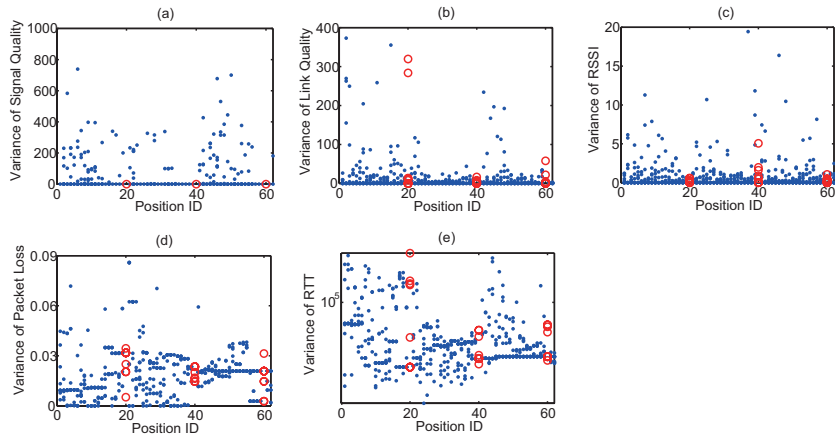 (a)
Variance of Signal Quality
1000
800
600
400
200
0
0 20 40 60
Position ID
(b)
Variance of Link Quality
400
300
200
100
0
0 20 40 60
Position ID
(c)
Variance of RSSI
20
15
10
5
0
0 20 40 60
Position ID
(d)
Variance of Packet Loss
0.09
0.06
0.03
0
0 20 40 60
Position ID
(e)
Variance of RTT
10^5
0 20 40 60
Position ID